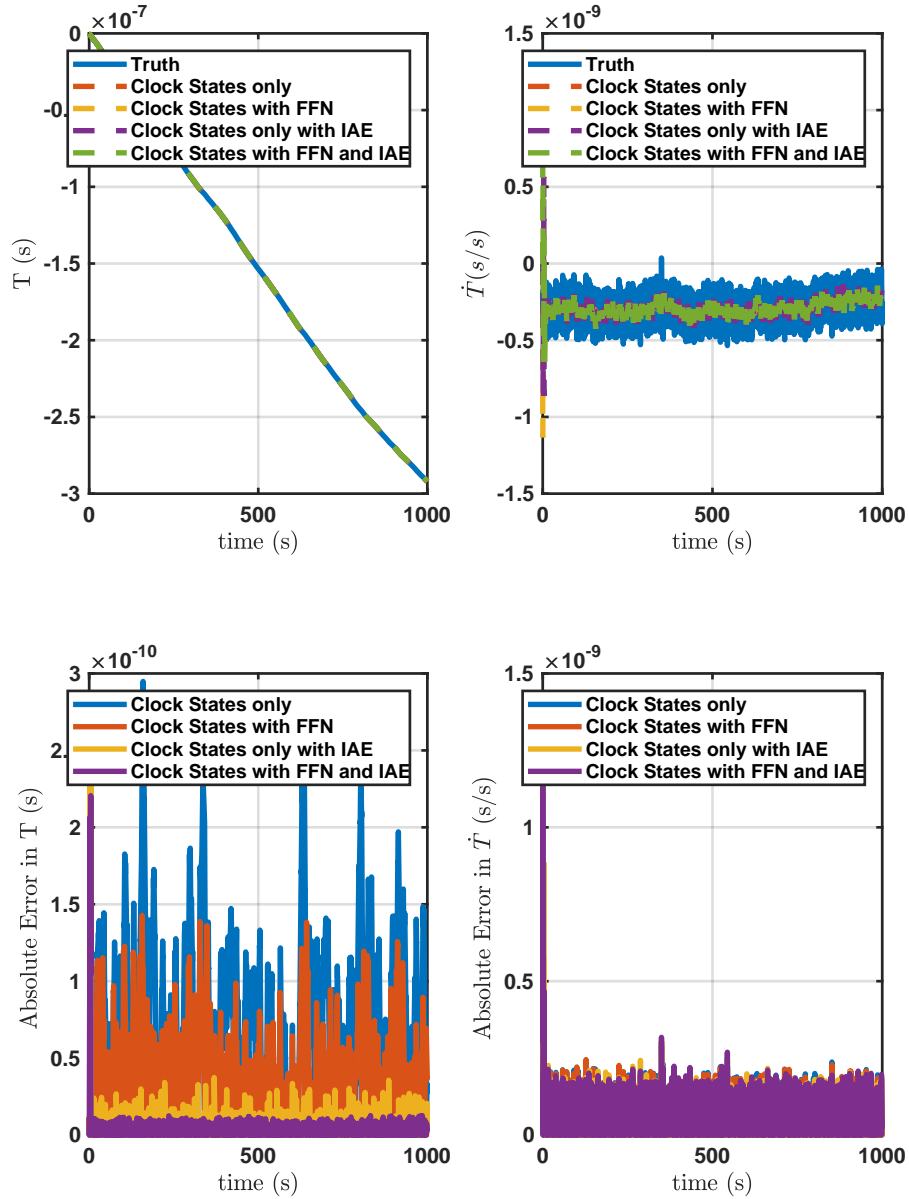 ×10⁻⁷
0
-0.
-1
-1.5
-2
-2.5
-3
T (s)
Truth
Clock States only
Clock States with FFN
Clock States only with IAE
Clock States with FFN and IAE
0
500
1000
time (s)
×10⁻⁹
1.5
0.5
0
-0.5
-1
-1.5
Ṫ(s/s)
Truth
Clock States only
Clock States with FFN
Clock States only with IAE
Clock States with FFN and IAE
0
500
1000
time (s)
×10⁻¹⁰
3
2.
2
1.5
1
0.5
0
Absolute Error in T (s)
Clock States only
Clock States with FFN
Clock States only with IAE
Clock States with FFN and IAE
0
500
1000
time (s)
×10⁻⁹
1.5
1
0.5
0
Absolute Error in Ṫ (s/s)
Clock States only
Clock States with FFN
Clock States only with IAE
Clock States with FFN and IAE
0
500
1000
time (s)